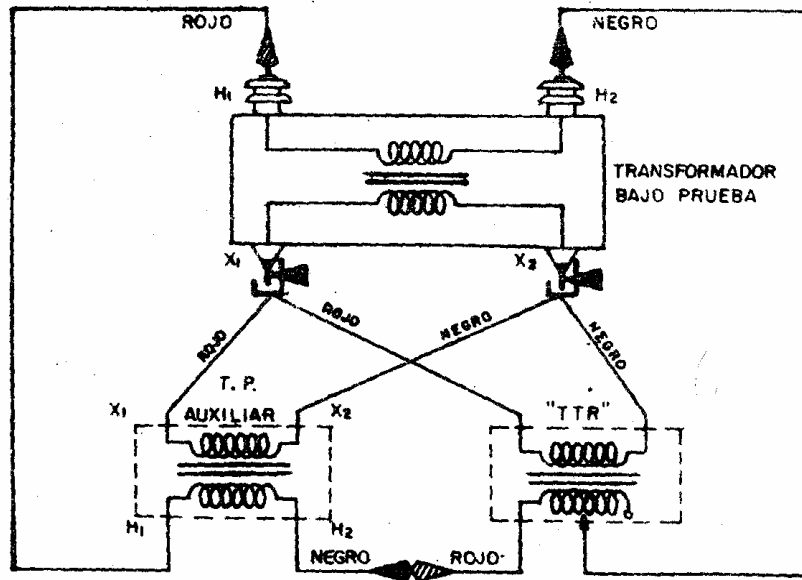 ROJO
NEGRO
H1
H2
TRANSFORMADOR
BAJO PRUEBA
X1
X2
ROJO
ROJO
NEGRO
NEGRO
T. P.
AUXILIAR
X1
X2
"TTR"
H1
H2
NEGRO
ROJO